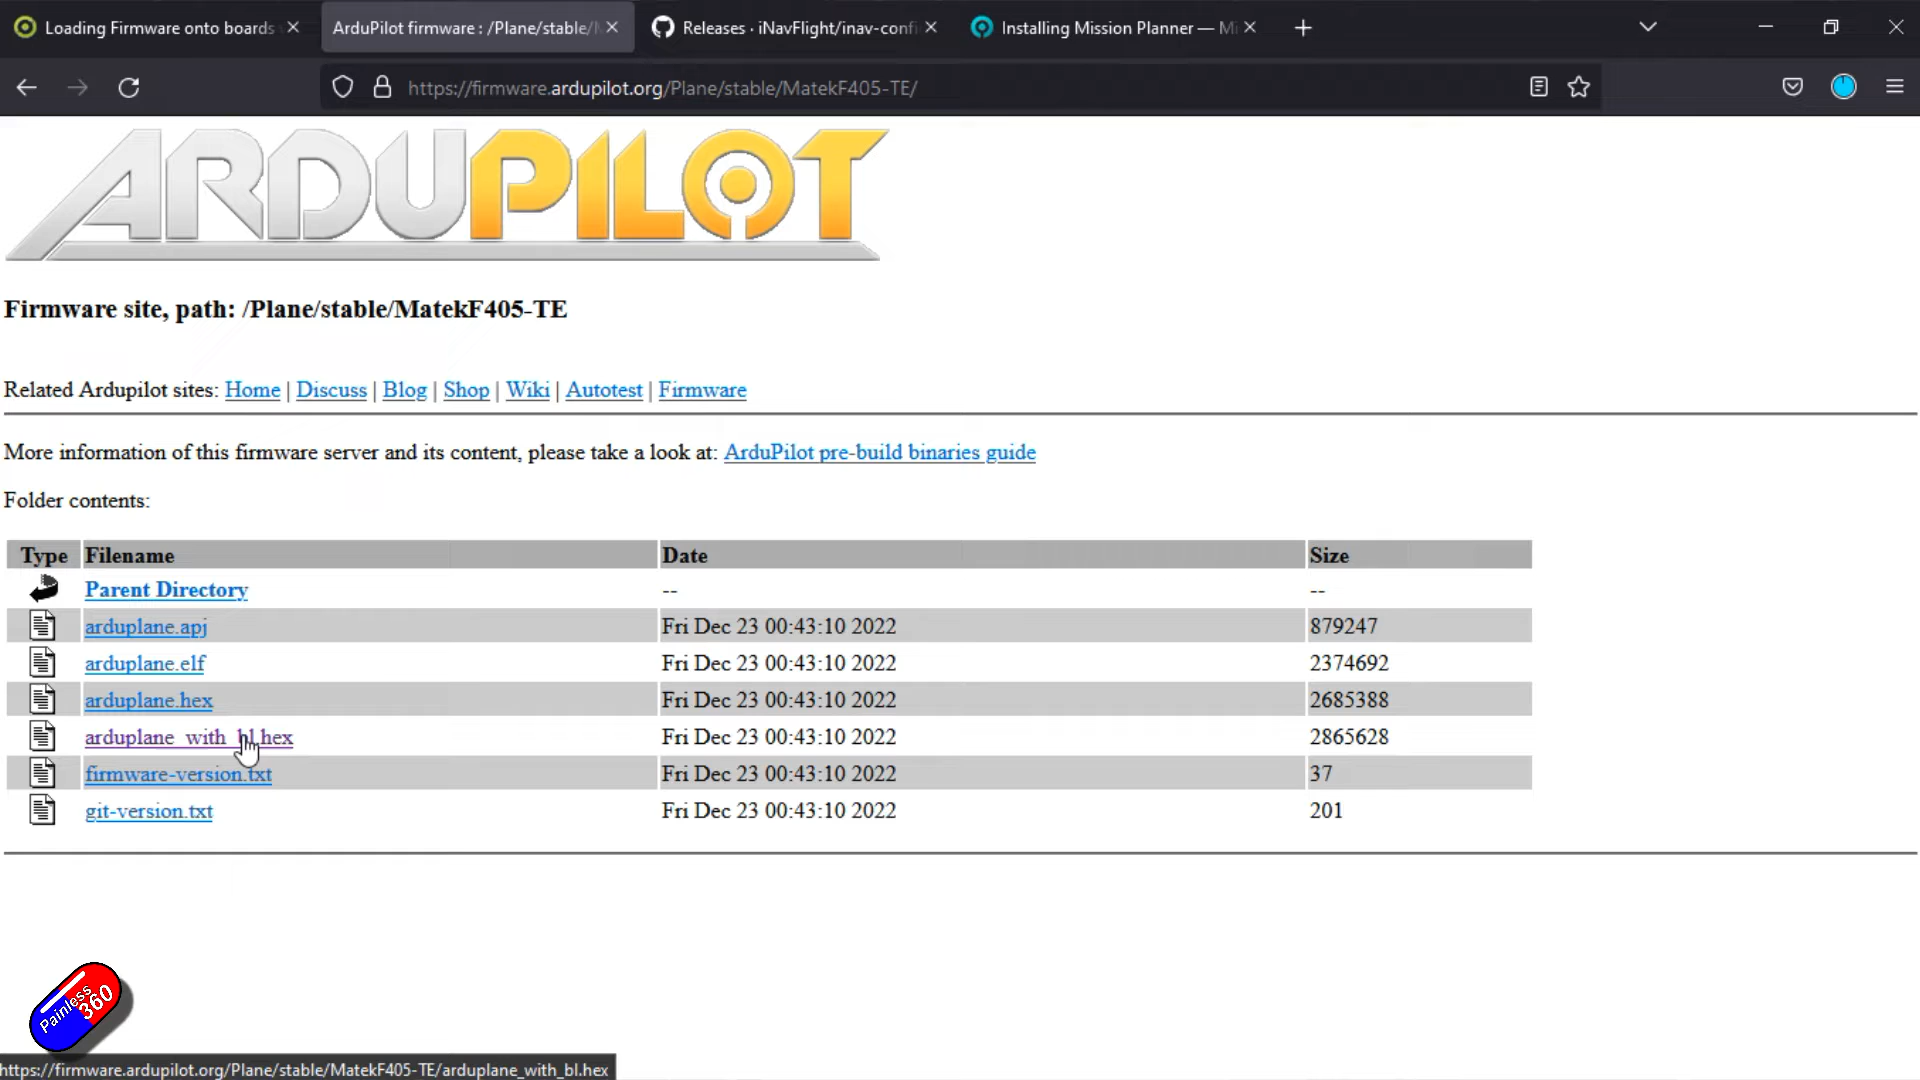 Loading Firmware onto boards
ArduPilot firmware : /Plane/stable/
Releases · iNavFlight/inav-confi
Installing Mission Planner — Mi
https://firmware.ardupilot.org/Plane/stable/MatekF405-TE/
ARDUPILOT
Firmware site, path: /Plane/stable/MatekF405-TE
Related Ardupilot sites: Home | Discuss | Blog | Shop | Wiki | Autotest | Firmware
More information of this firmware server and its content, please take a look at: ArduPilot pre-build binaries guide
Folder contents:
Type Filename Date Size
Parent Directory -- --
arduplane.apj Fri Dec 23 00:43:10 2022 879247
arduplane.elf Fri Dec 23 00:43:10 2022 2374692
arduplane.hex Fri Dec 23 00:43:10 2022 2685388
arduplane_with_bl.hex Fri Dec 23 00:43:10 2022 2865628
firmware-version.txt Fri Dec 23 00:43:10 2022 37
git-version.txt Fri Dec 23 00:43:10 2022 201
Painless
360
https://firmware.ardupilot.org/Plane/stable/MatekF405-TE/arduplane_with_bl.hex